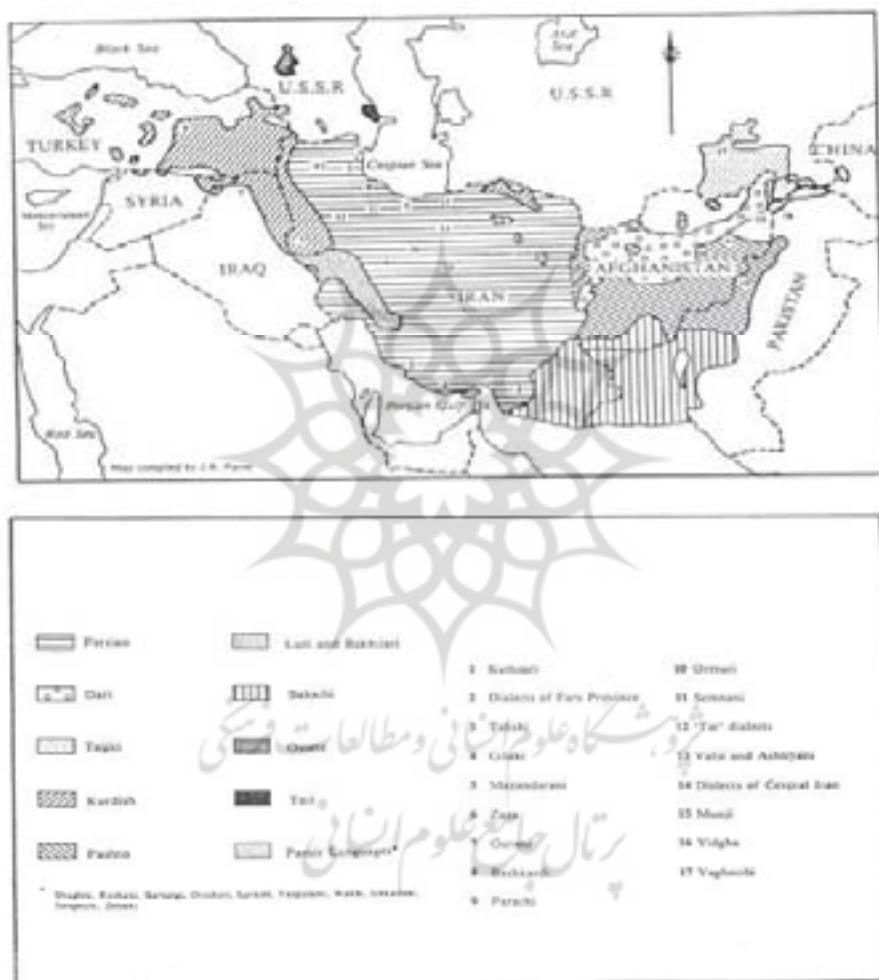 Black Sea
Aral
Sea
U.S.S.R
U.S.S.R
TURKEY
Caspian Sea
CHINA
SYRIA
Mediterranean
Sea
IRAQ
IRAN
AFGHANISTAN
PAKISTAN
Persian Gulf
Red Sea
Map compiled by J.R. Payne
Persian
Luri and Bakhtiari
Dari
Baluchi
Tajiki
Ossetic
Kurdish
Tati
Pashto
Pamir Languages*
1 Kumzari
2 Dialects of Fars Province
3 Talishi
4 Gilaki
5 Mazandarani
6 Zaza
7 Gurani
8 Bashkardi
9 Parachi
10 Ormuri
11 Semnani
12 'Tat' dialects
13 Vafsi and Ashtiyani
14 Dialects of Central Iran
15 Munji
16 Yidgha
17 Yaghnobi
پژوهشگاه علوم انسانی و مطالعات فرهنگی
پرتال جامع علوم انسانی